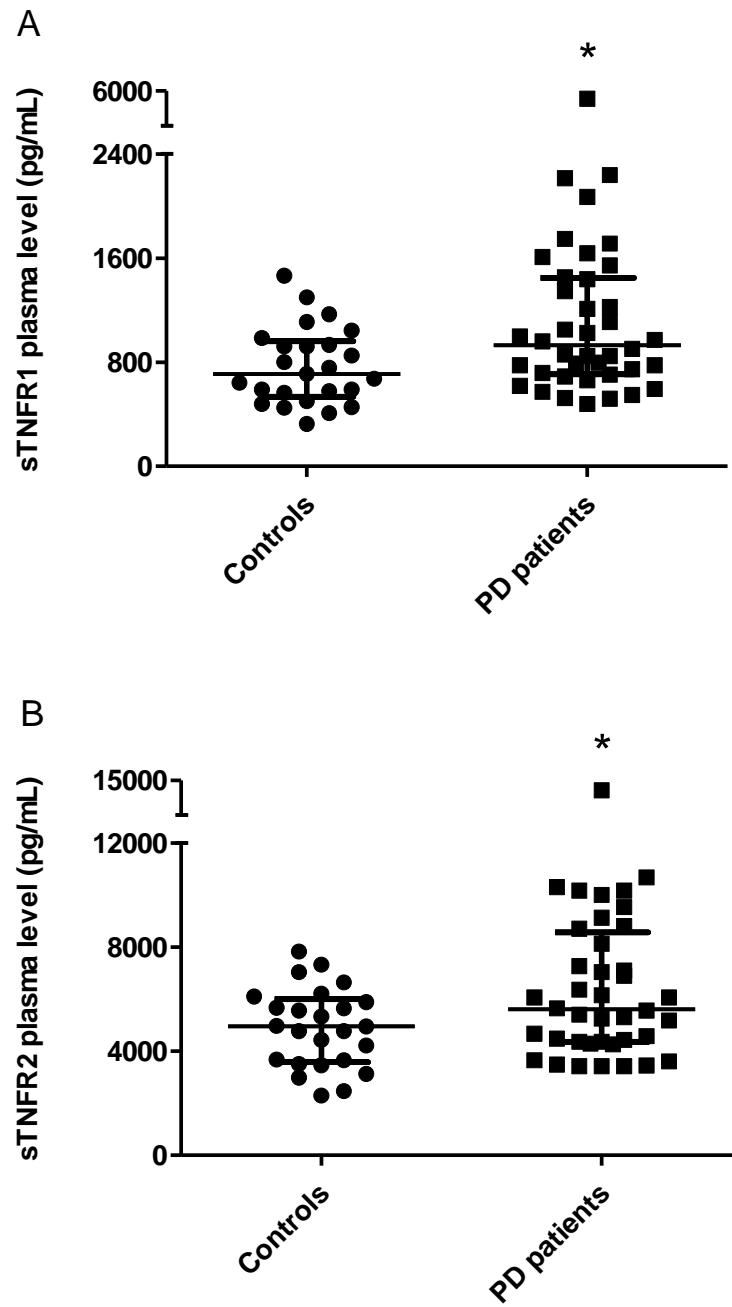 A
*
6000
2400
1600
800
0
sTNFR1 plasma level (pg/mL)
Controls
PD patients
B
*
15000
12000
8000
4000
0
sTNFR2 plasma level (pg/mL)
Controls
PD patients